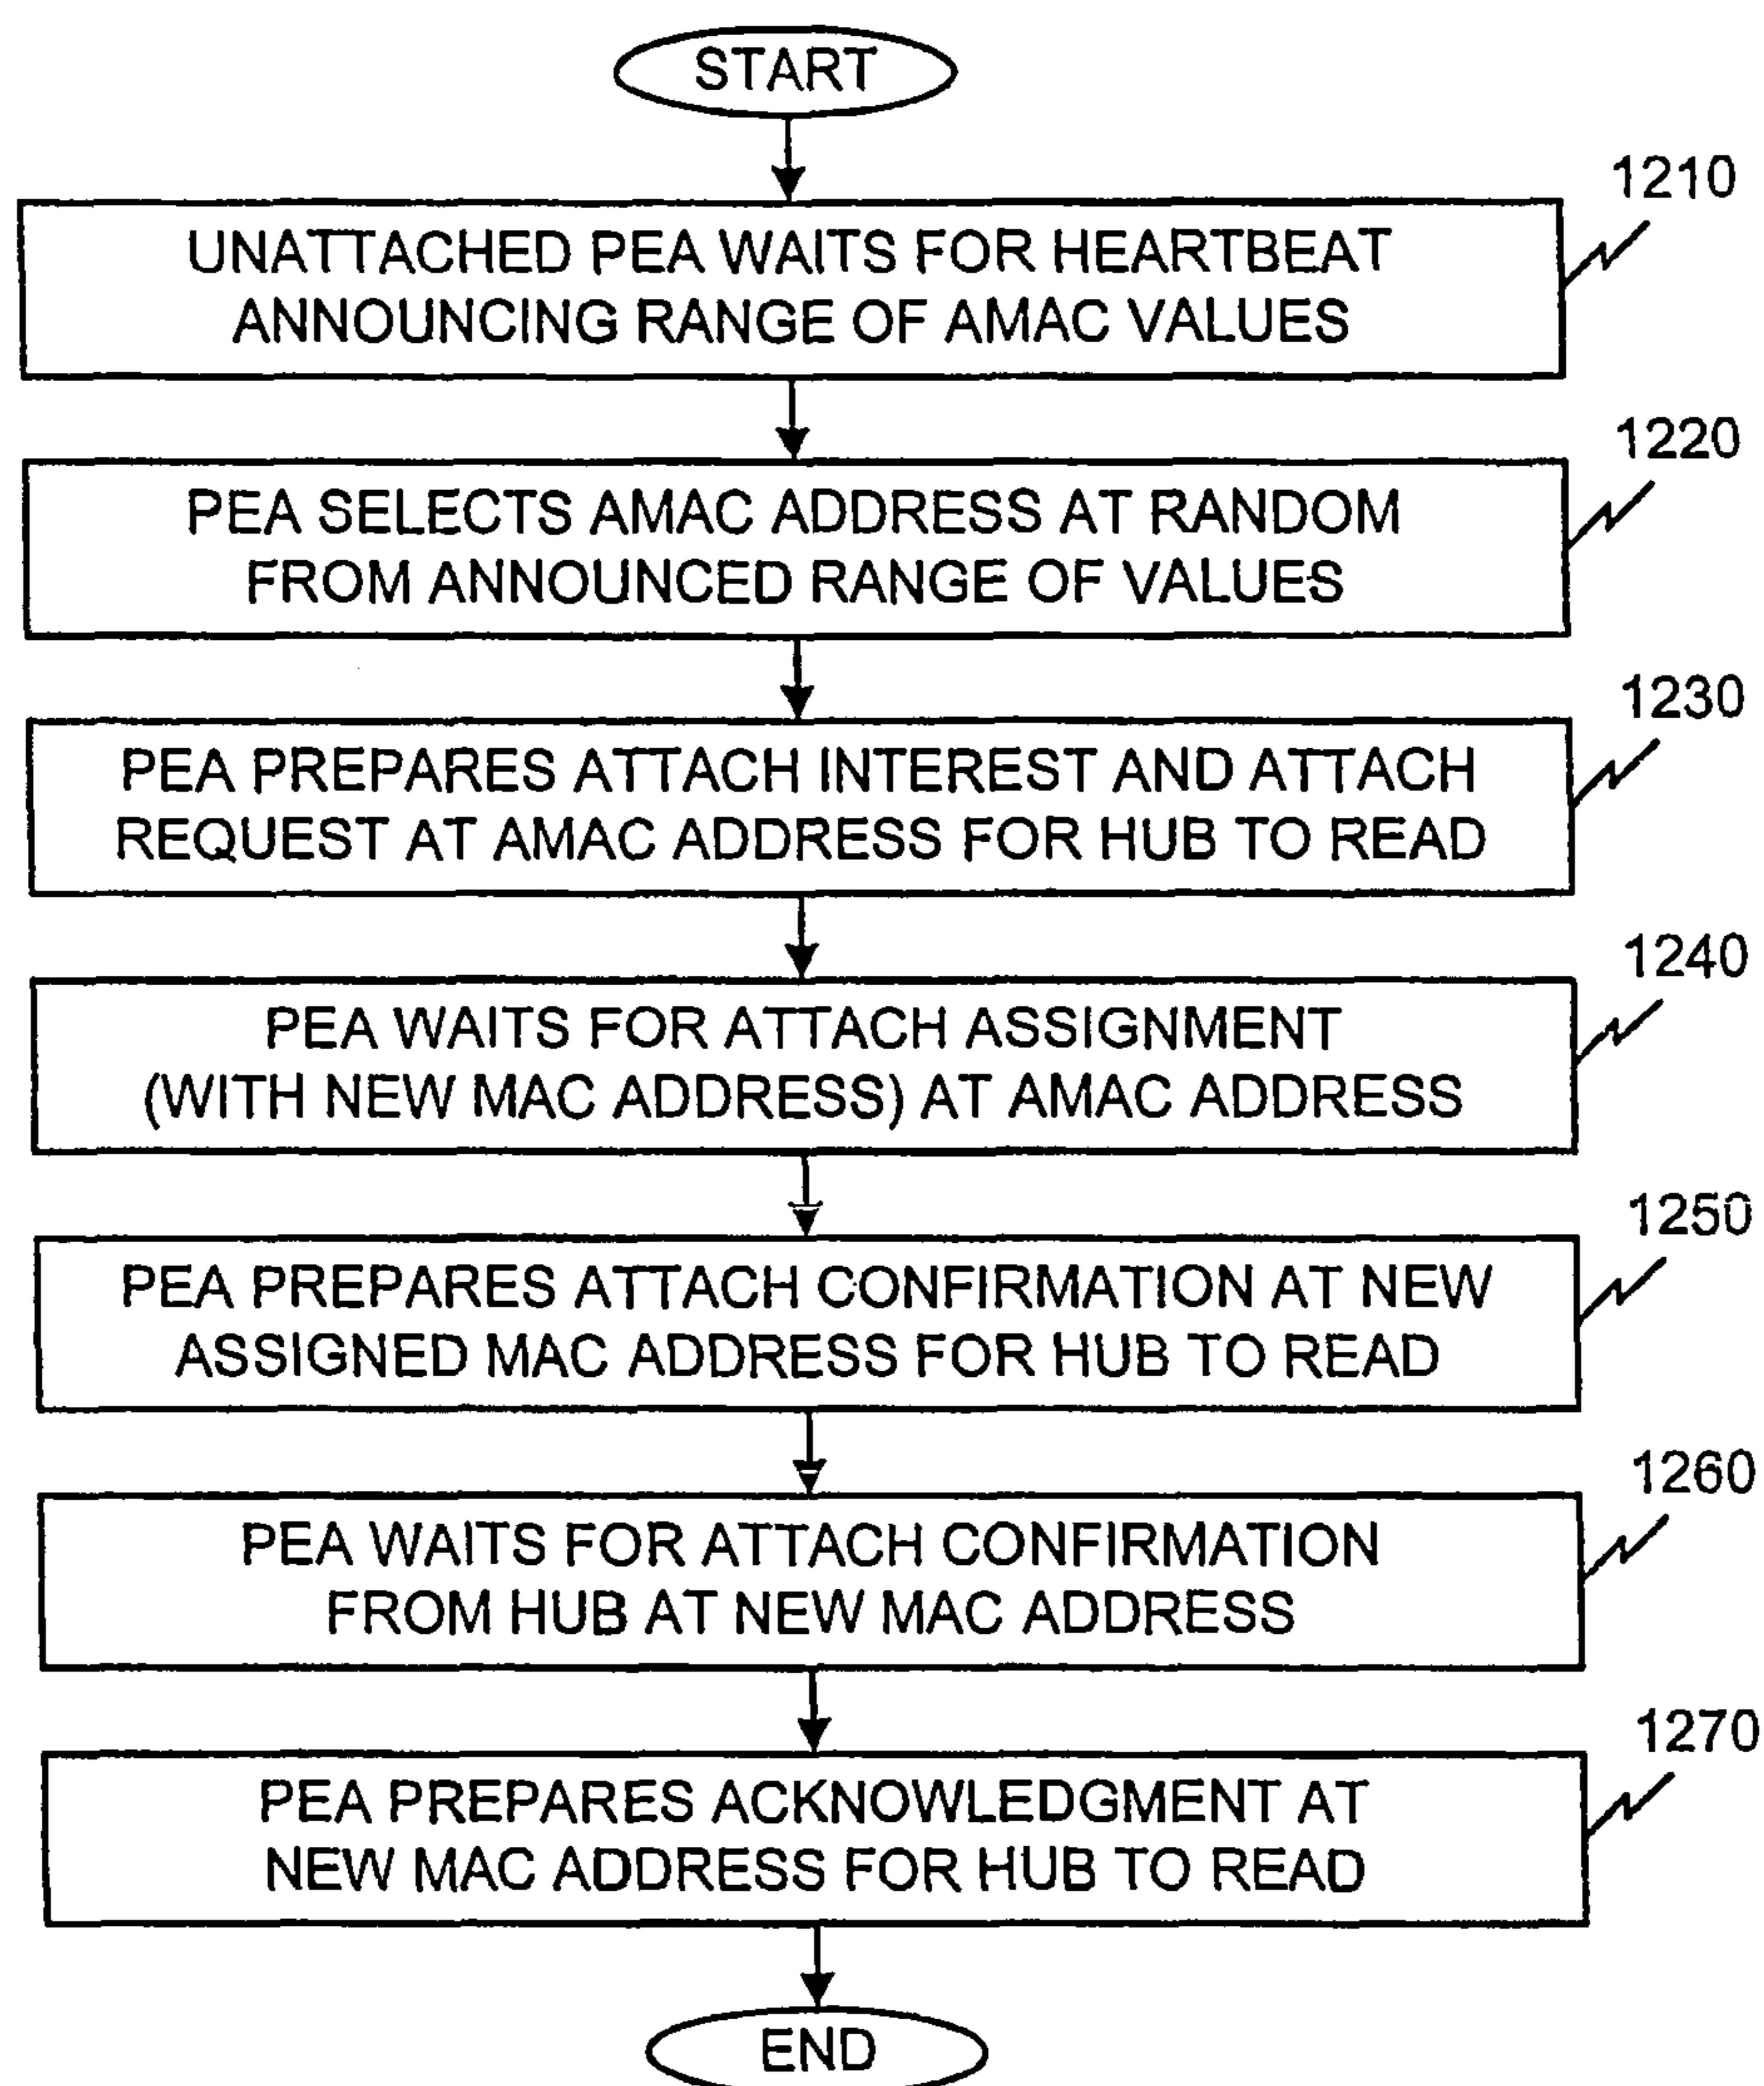 START
1210
UNATTACHED PEA WAITS FOR HEARTBEAT
ANNOUNCING RANGE OF AMAC VALUES
1220
PEA SELECTS AMAC ADDRESS AT RANDOM
FROM ANNOUNCED RANGE OF VALUES
1230
PEA PREPARES ATTACH INTEREST AND ATTACH
REQUEST AT AMAC ADDRESS FOR HUB TO READ
1240
PEA WAITS FOR ATTACH ASSIGNMENT
(WITH NEW MAC ADDRESS) AT AMAC ADDRESS
1250
PEA PREPARES ATTACH CONFIRMATION AT NEW
ASSIGNED MAC ADDRESS FOR HUB TO READ
1260
PEA WAITS FOR ATTACH CONFIRMATION
FROM HUB AT NEW MAC ADDRESS
1270
PEA PREPARES ACKNOWLEDGMENT AT
NEW MAC ADDRESS FOR HUB TO READ
END